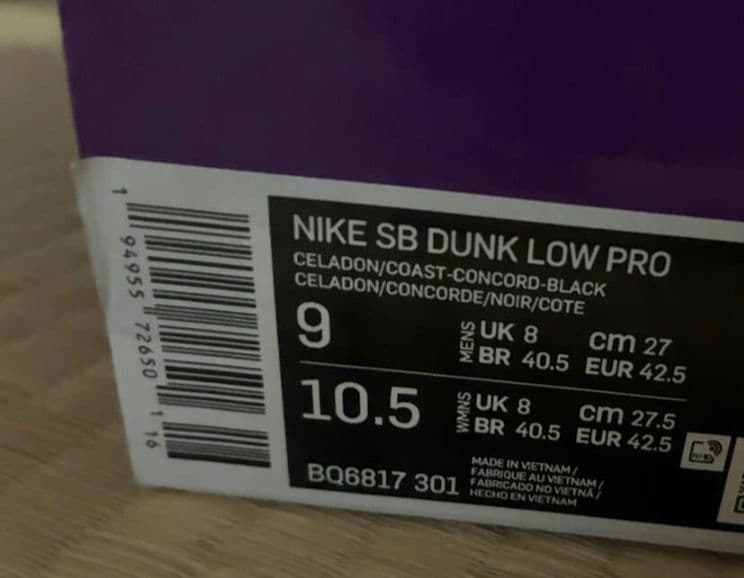 NIKE SB DUNK LOW PRO
CELADON/COAST-CONCORD-BLACK
CELADON/CONCORDE/NOIR/COTE
9
MENS
UK 8 cm 27
BR 40.5 EUR 42.5
10.5
WMNS
UK 8 cm 27.5
BR 40.5 EUR 42.5
BQ6817 301
MADE IN VIETNAM/
FABRIQUE AU VIETNAM/
FABRICADO NO VIETNÃ/
HECHO EN VIETNAM
1 94955 72650 1 16